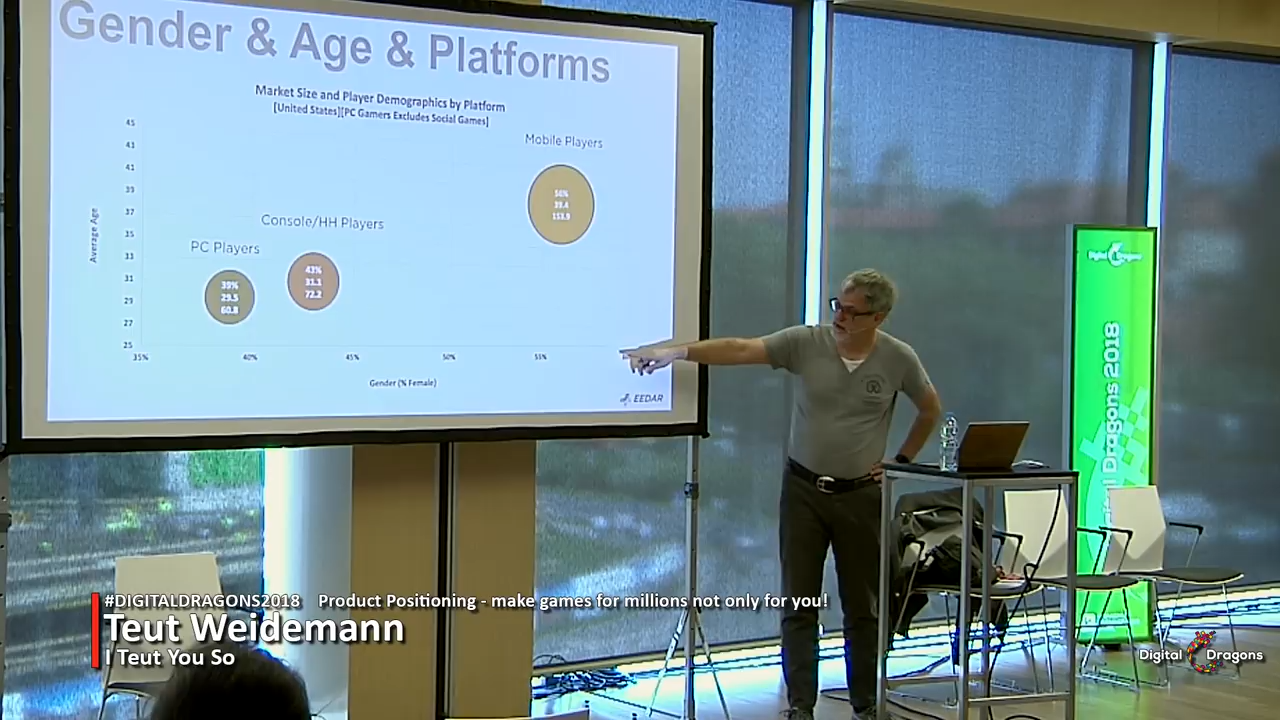 Gender & Age & Platforms
Market Size and Player Demographics by Platform
[United States][PC Gamers Excludes Social Games]
Mobile Players
Console/HH Players
PC Players
45
43
41
39
37
35
33
31
29
27
25
Average Age
56%
39.4
153.9
43%
31.3
72.2
39%
29.5
60.8
35%
40%
45%
50%
55%
Gender (% Female)
EEDAR
Digital Dragons
Digital Dragons 2018
#DIGITALDRAGONS2018 Product Positioning - make games for millions not only for you!
Teut Weidemann
I Teut You So
Digital Dragons